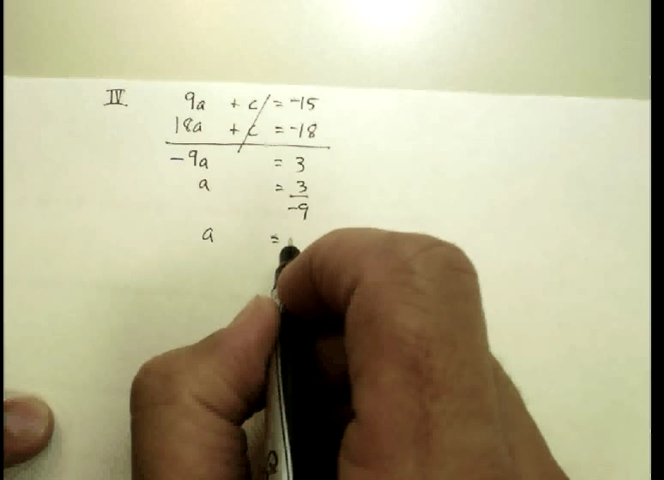 IV 9a + c = -15
18a + c = -18
-9a = 3
a = 3
-9
a =